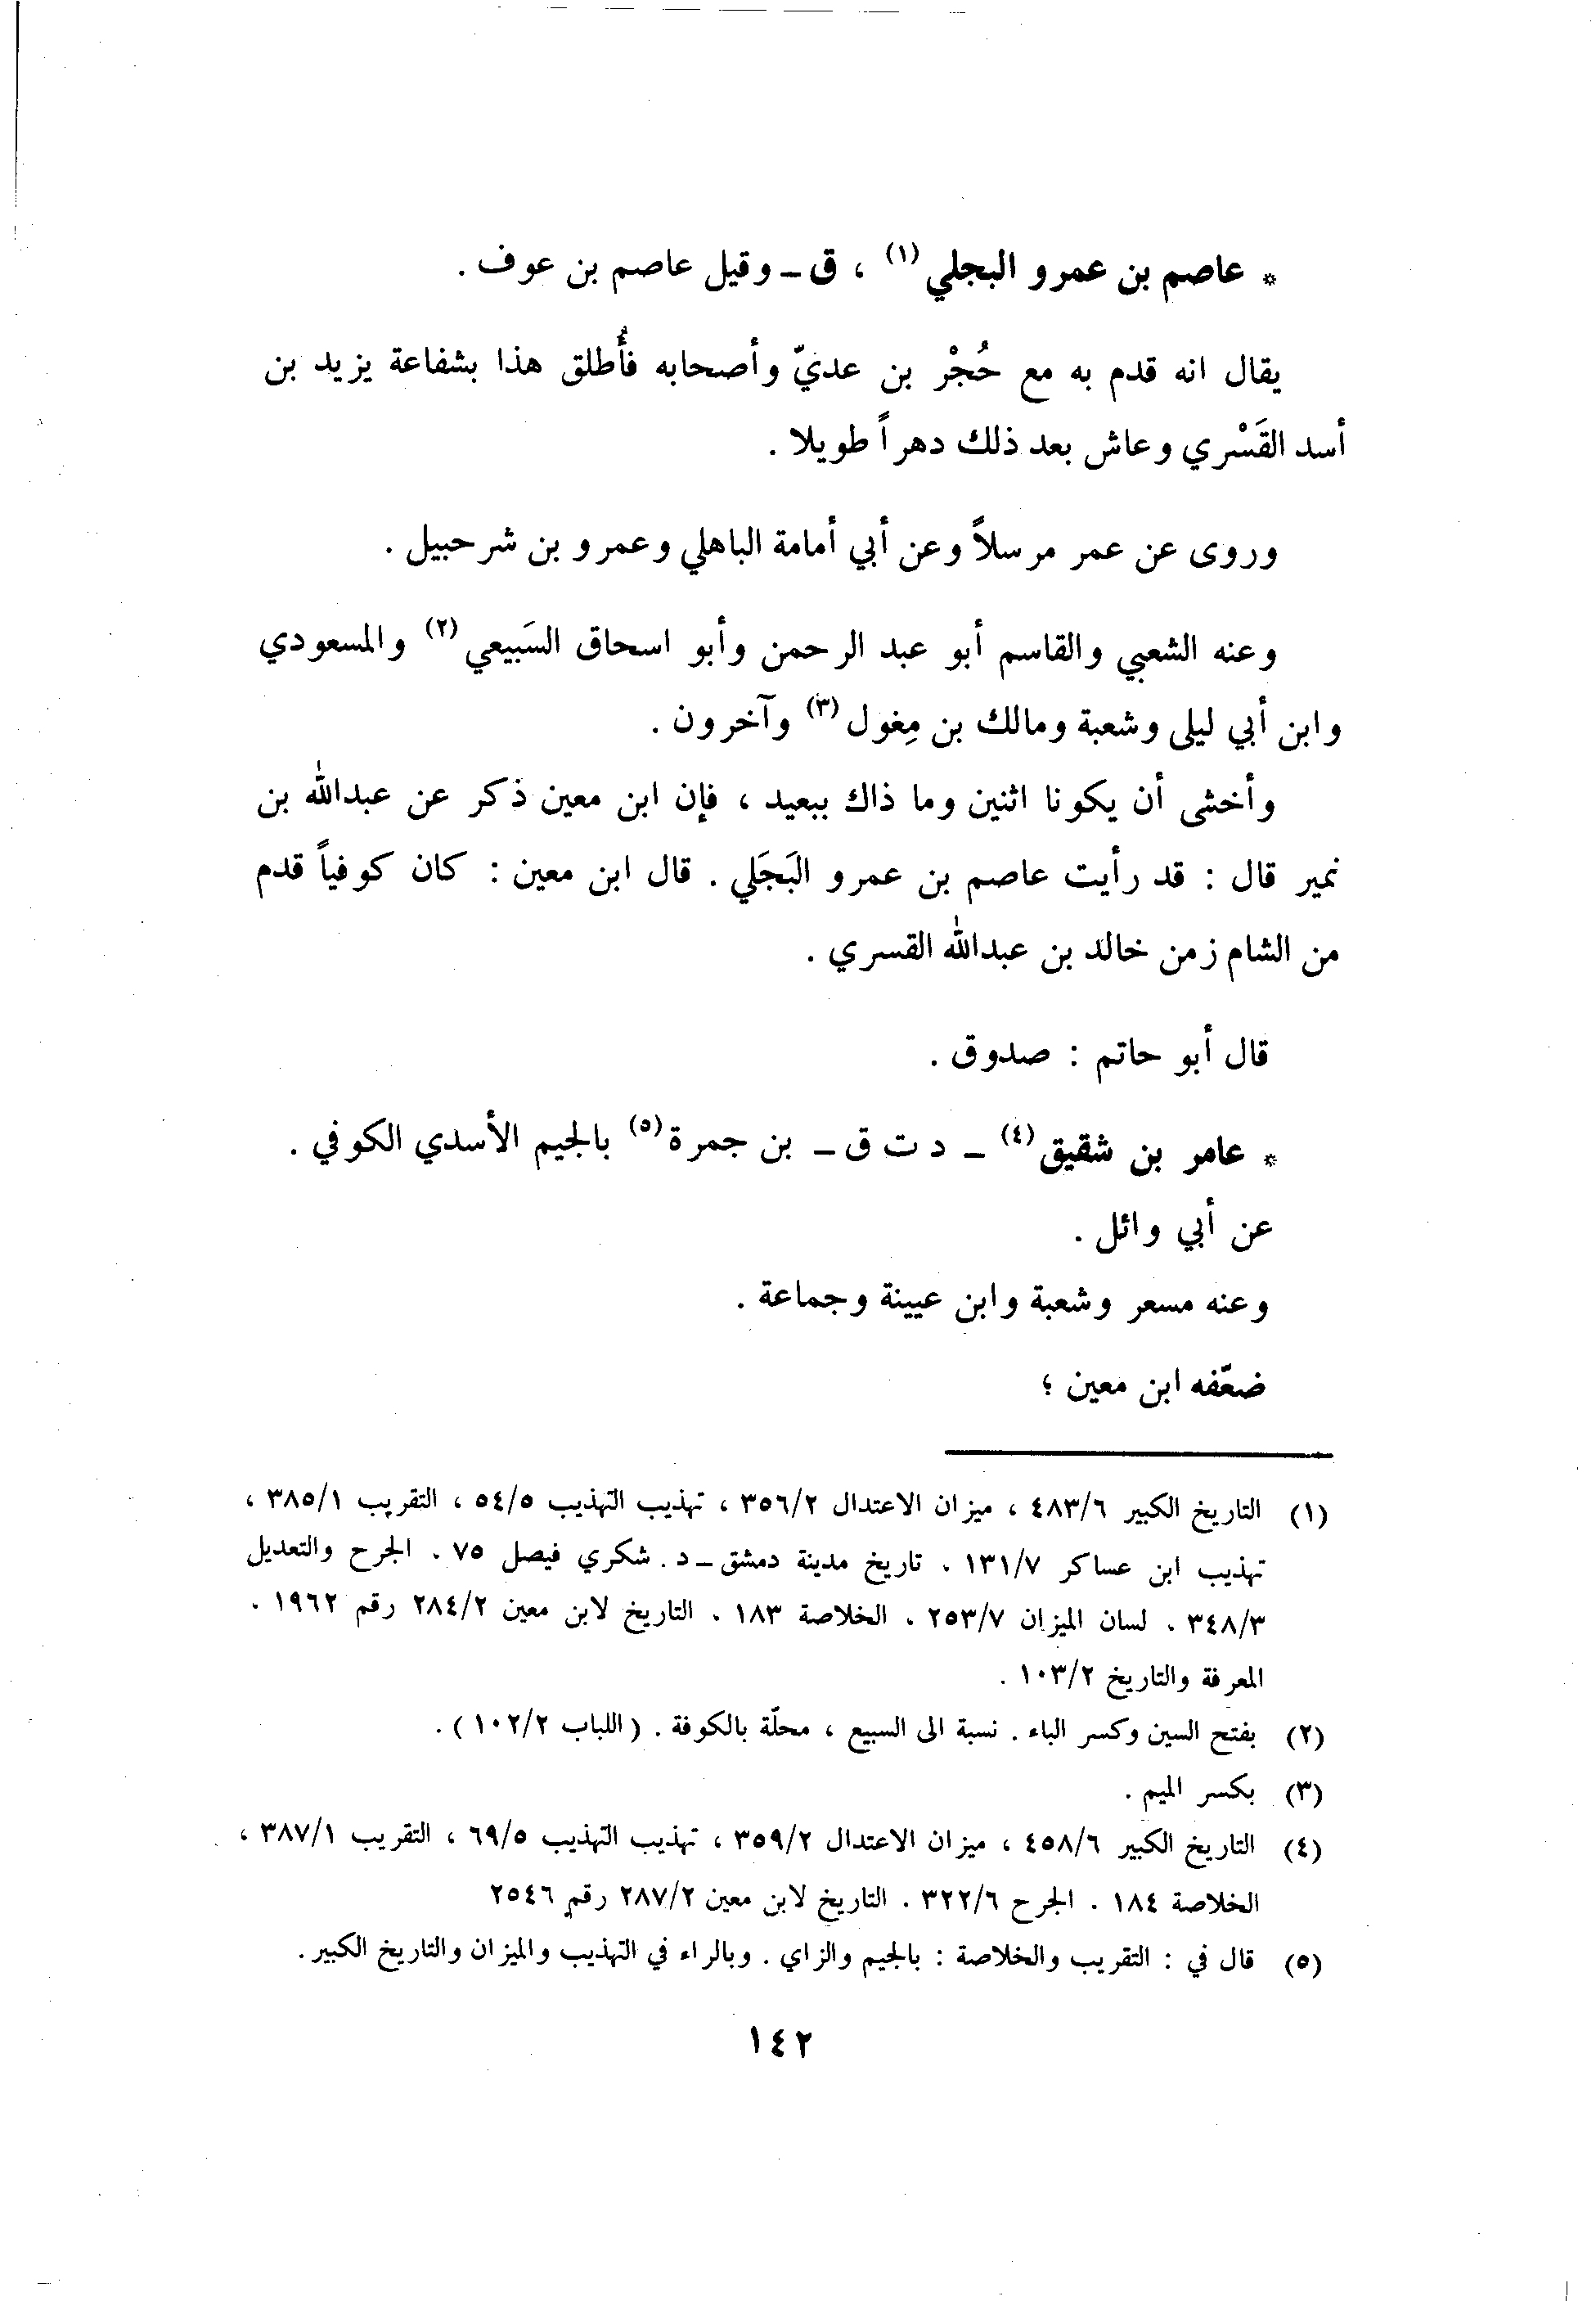 * عاصم بن عمرو البجلي (١) ، ق ـ وقيل عاصم بن عوف .
يقال انه قدم به مع حُجْر بن عديّ وأصحابه فأُطلق هذا بشفاعة يزيد بن
أسد القَسْري وعاش بعد ذلك دهراً طويلا .
وروى عن عمر مرسلاً وعن أبي أمامة الباهلي وعمرو بن شرحبيل .
وعنه الشعبي والقاسم أبو عبد الرحمن وأبو اسحاق السَبيعي (٢) والمسعودي
وابن أبي ليلى وشعبة ومالك بن مِغول (٣) وآخرون .
وأخشى أن يكونا اثنين وما ذاك ببعيد ، فإن ابن معين ذكر عن عبدالله بن
نمير قال : قد رأيت عاصم بن عمرو البَجَلي . قال ابن معين : كان كوفياً قدم
من الشام زمن خالد بن عبدالله القسري .
قال أبو حاتم : صدوق .
* عامر بن شقيق (٤) ـ د ت ق ـ بن جمرة (٥) بالجيم الأسدي الكوفي .
عن أبي وائل .
وعنه مسعر وشعبة وابن عيينة وجماعة .
ضعّفه ابن معين ؛
(١) التاريخ الكبير ٤٨٣/٦ ، ميزان الاعتدال ٣٥٦/٢ ، تهذيب التهذيب ٥٤/٥ ، التقريب ٣٨٥/١ ،
تهذيب ابن عساكر ١٣١/٧ . تاريخ مدينة دمشق ـ د . شكري فيصل ٧٥ . الجرح والتعديل
٣٤٨/٣ . لسان الميزان ٢٥٣/٧ . الخلاصة ١٨٣ . التاريخ لابن معين ٢٨٤/٢ رقم ١٩٦٢ .
المعرفة والتاريخ ١٠٣/٢ .
(٢) بفتح السين وكسر الباء . نسبة الى السبيع ، محلّة بالكوفة . (اللباب ١٠٢/٢) .
(٣) بكسر الميم .
(٤) التاريخ الكبير ٤٥٨/٦ ، ميزان الاعتدال ٣٥٩/٢ ، تهذيب التهذيب ٦٩/٥ ، التقريب ٣٨٧/١ ،
الخلاصة ١٨٤ . الجرح ٣٢٢/٦ . التاريخ لابن معين ٢٨٧/٢ رقم ٢٥٤٦
(٥) قال في : التقريب والخلاصة : بالجيم والزاي . وبالراء في التهذيب والميزان والتاريخ الكبير .
١٤٢